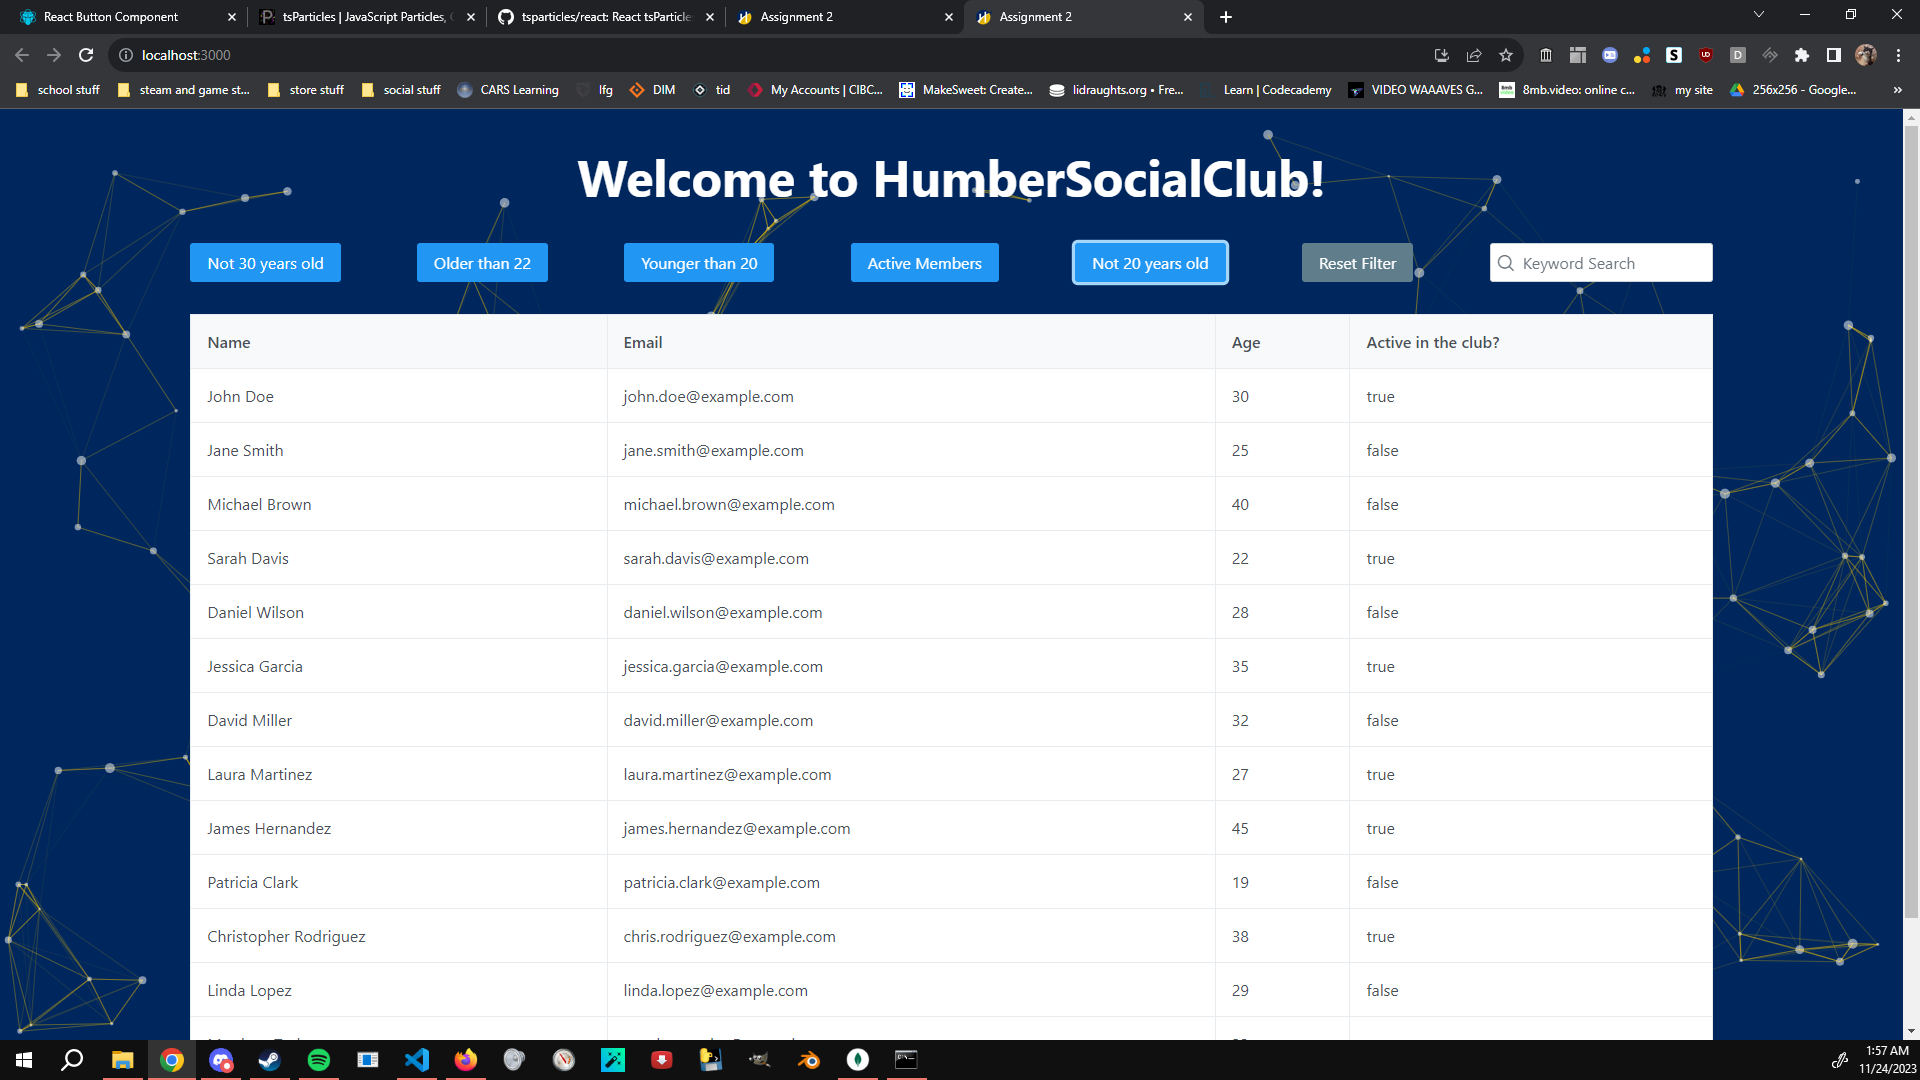 React Button Component
tsParticles | JavaScript Particles,
tsparticles/react: React tsParticle
Assignment 2
Assignment 2
localhost:3000
school stuff
steam and game st...
store stuff
social stuff
CARS Learning
lfg
DIM
tid
My Accounts | CIBC...
MakeSweet: Create...
lidraughts.org • Fre...
Learn | Codecademy
VIDEO WAAAVES G...
8mb.video: online c...
my site
256x256 - Google...
Welcome to HumberSocialClub!
Not 30 years old
Older than 22
Younger than 20
Active Members
Not 20 years old
Reset Filter
Keyword Search
Name Email Age Active in the club?
John Doe john.doe@example.com 30 true
Jane Smith jane.smith@example.com 25 false
Michael Brown michael.brown@example.com 40 false
Sarah Davis sarah.davis@example.com 22 true
Daniel Wilson daniel.wilson@example.com 28 false
Jessica Garcia jessica.garcia@example.com 35 true
David Miller david.miller@example.com 32 false
Laura Martinez laura.martinez@example.com 27 true
James Hernandez james.hernandez@example.com 45 true
Patricia Clark patricia.clark@example.com 19 false
Christopher Rodriguez chris.rodriguez@example.com 38 true
Linda Lopez linda.lopez@example.com 29 false
1:57 AM
11/24/2023